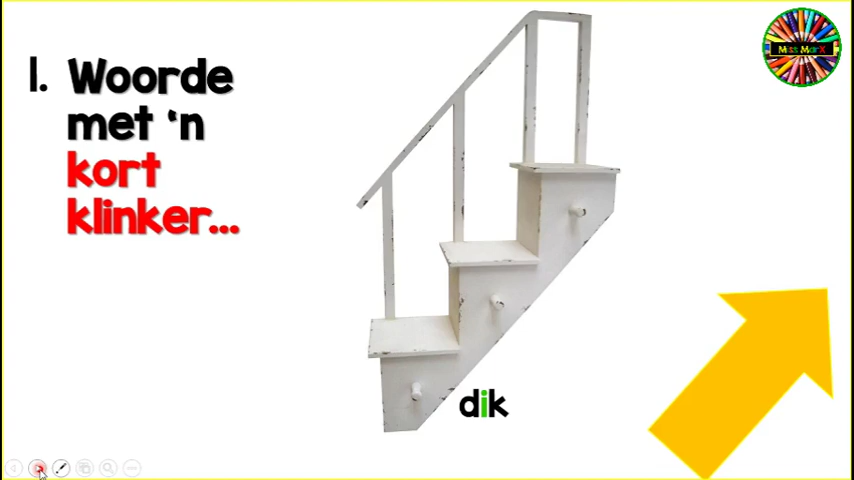 1. Woorde
met ‘n
kort
klinker...
Miss MarX
dik